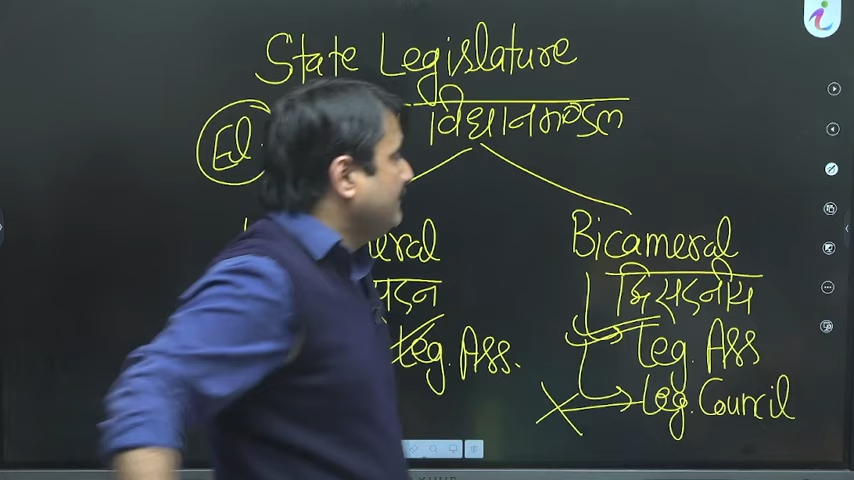 State Legislature
विधानमण्डल
Bicameral
द्विसदनीय
Leg. Ass.
Leg. Ass
Leg. Council